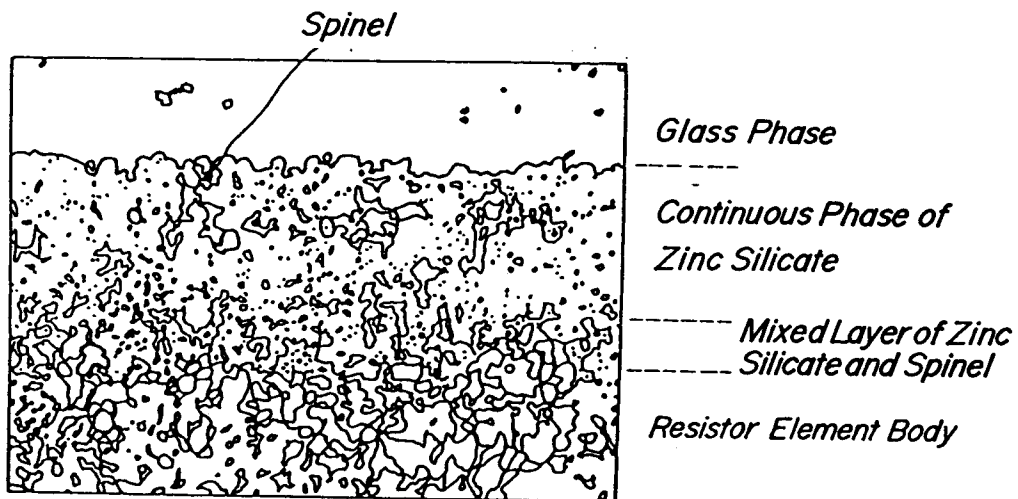 Spinel
Glass Phase
Continuous Phase of
Zinc Silicate
Mixed Layer of Zinc
Silicate and Spinel
Resistor Element Body